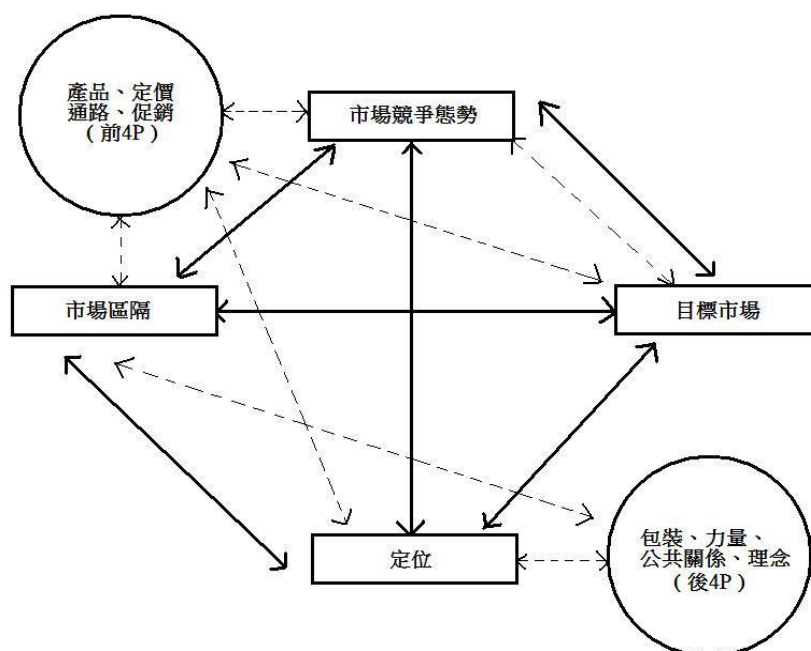 產品、定價
通路、促銷
(前4P)
市場競爭態勢
市場區隔
目標市場
定位
包裝、力量、
公共關係、理念
(後4P)